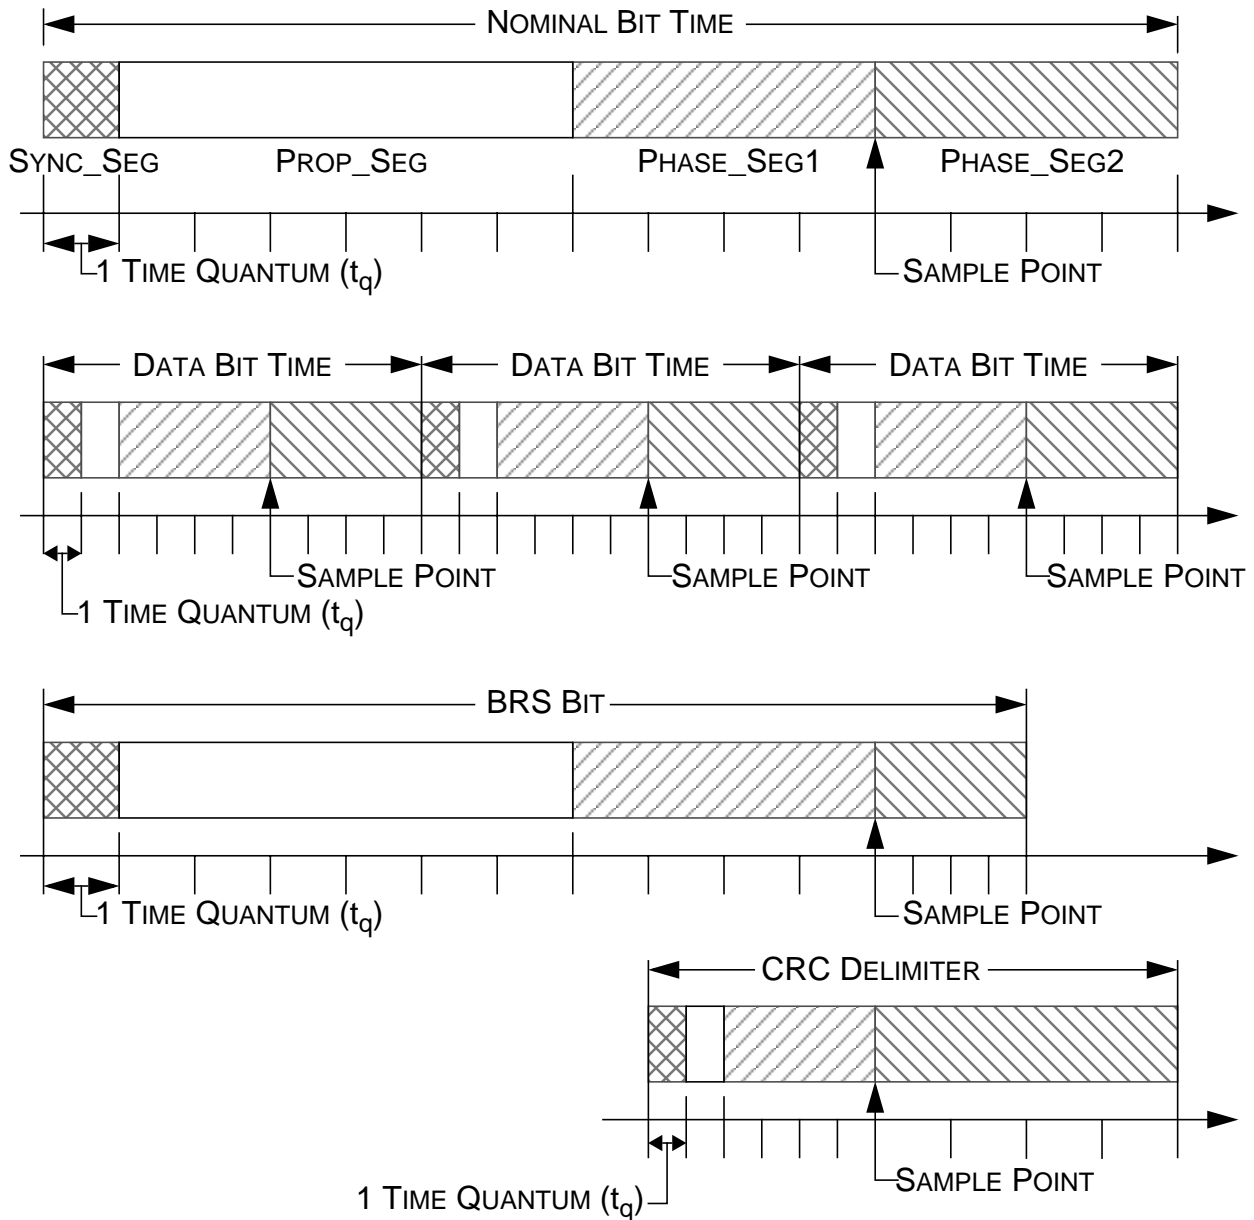 NOMINAL BIT TIME
SYNC_SEG PROP_SEG PHASE_SEG1 PHASE_SEG2
1 TIME QUANTUM (tq) SAMPLE POINT
DATA BIT TIME DATA BIT TIME DATA BIT TIME
SAMPLE POINT SAMPLE POINT SAMPLE POINT
1 TIME QUANTUM (tq)
BRS BIT
1 TIME QUANTUM (tq) SAMPLE POINT
CRC DELIMITER
SAMPLE POINT
1 TIME QUANTUM (tq)